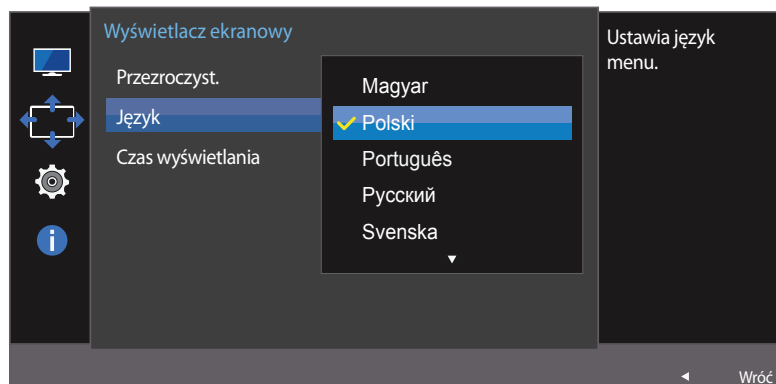 Wyświetlacz ekranowy
Przezroczyst.
Język
Czas wyświetlania
Magyar
Polski
Português
Русский
Svenska
Ustawia język
menu.
Wróć